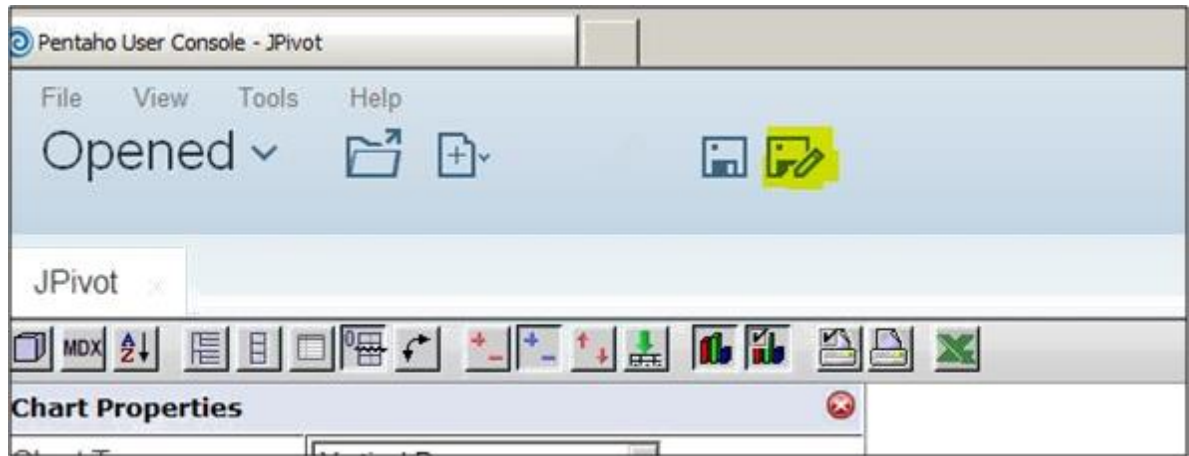 Pentaho User Console - JPivot
File View Tools Help
Opened
JPivot
MDX A Z
Chart Properties